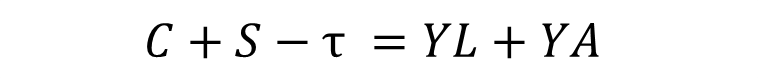 C + S − τ = YL + YA